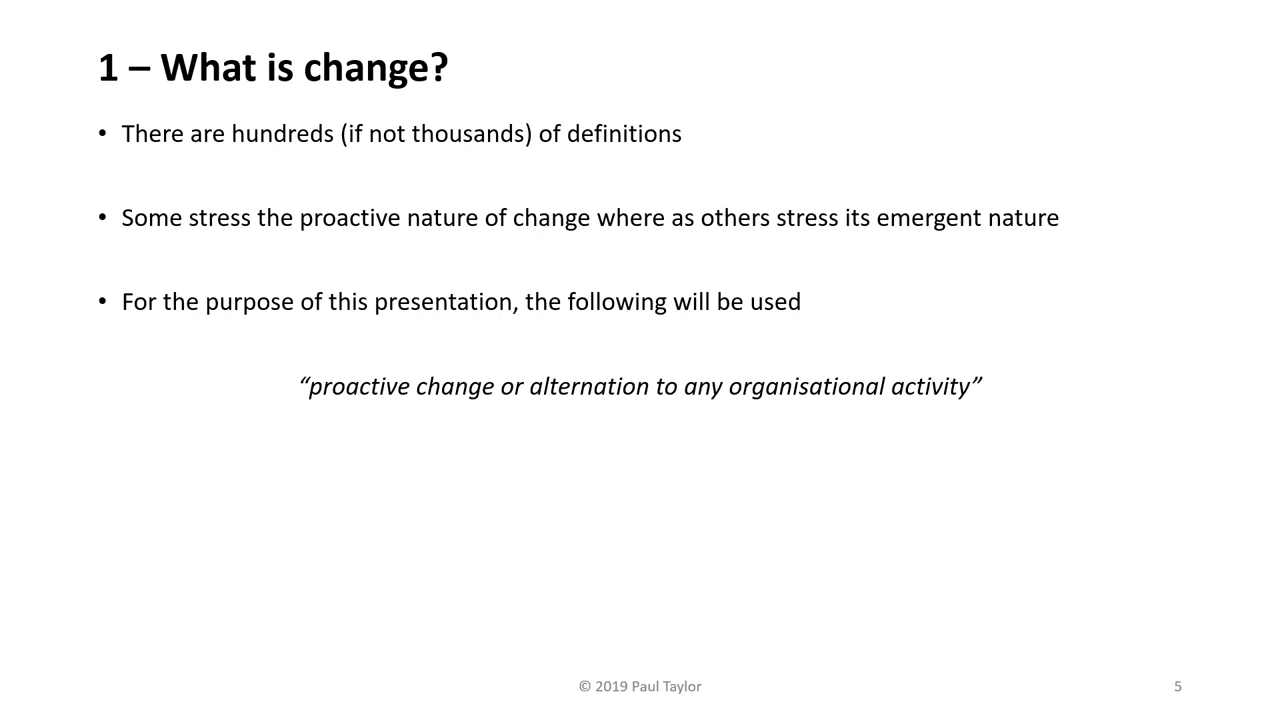 1 – What is change?
• There are hundreds (if not thousands) of definitions
• Some stress the proactive nature of change where as others stress its emergent nature
• For the purpose of this presentation, the following will be used
“proactive change or alternation to any organisational activity”
© 2019 Paul Taylor
5